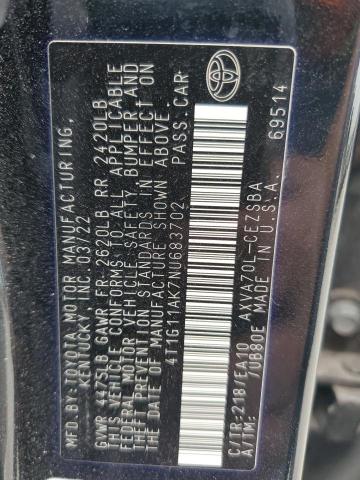 MFD.BY:TOYOTA MOTOR MANUFACTURING,
KENTUCKY, INC. 03/22
GVWR 4475LB GAWR FR 2620LB RR 2420LB
THIS VEHICLE CONFORMS TO ALL APPLICABLE
FEDERAL MOTOR VEHICLE SAFETY, BUMPER AND
THEFT PREVENTION STANDARDS IN EFFECT ON
THE DATE OF MANUFACTURE SHOWN ABOVE.
4T1G11AK7NU683702 PASS.CAR
C/TR:218/EA10 AXVA70L-CEZSBA
A/TM: /UB80E MADE IN U.S.A. 69514